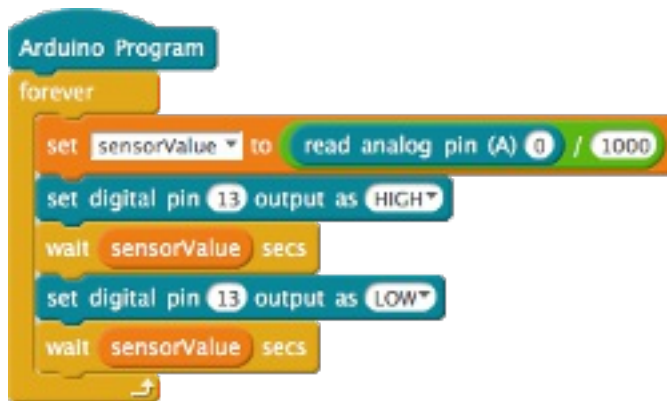 Arduino Program
forever
set sensorValue to read analog pin (A) 0 / 1000
set digital pin 13 output as HIGH
wait sensorValue secs
set digital pin 13 output as LOW
wait sensorValue secs